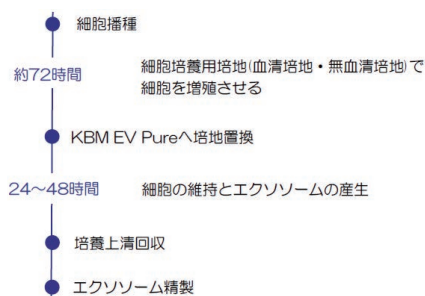 細胞播種
約72時間
細胞培養用培地(血清培地・無血清培地)で
細胞を増殖させる
KBM EV Pureへ培地置換
24～48時間
細胞の維持とエクソソームの産生
培養上清回収
エクソソーム精製